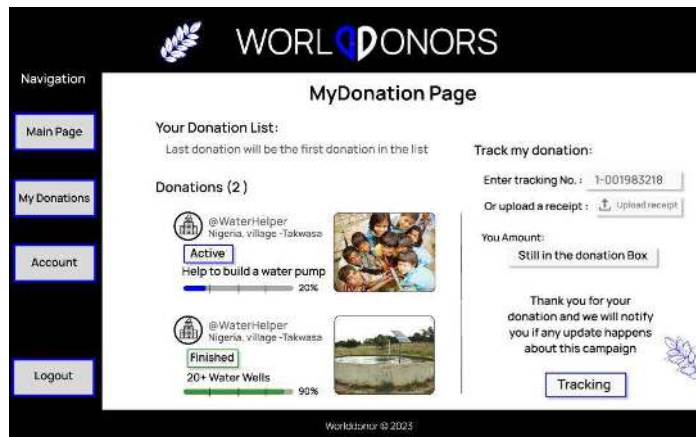 WORLDDONORS
Navigation
Main Page
My Donations
Account
Logout
MyDonation Page
Your Donation List:
Last donation will be the first donation in the list
Donations (2 )
@WaterHelper
Nigeria, village -Takwasa
Active
Help to build a water pump
20%
@WaterHelper
Nigeria, village -Takwasa
Finished
20+ Water Wells
90%
Track my donation:
Enter tracking No. : 1-001983218
Or upload a receipt : Upload receipt
You Amount:
Still in the donation Box
Thank you for your
donation and we will notify
you if any update happens
about this campaign
Tracking
Worlddonor © 2023